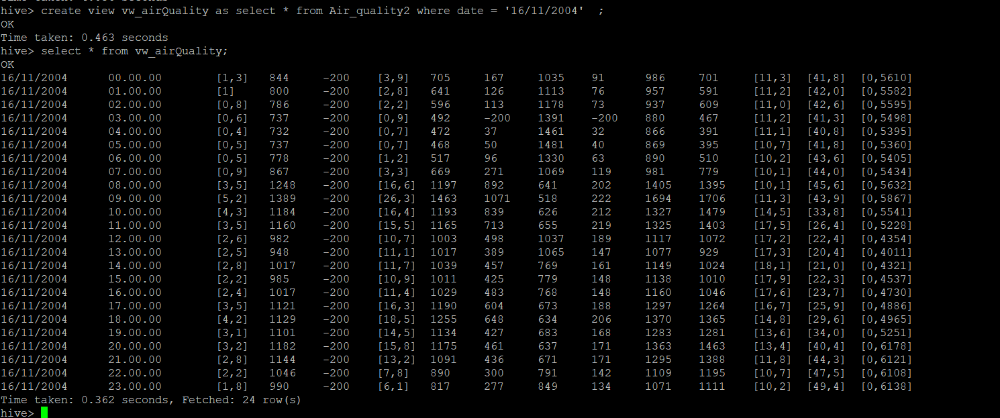 hive> create view vw_airQuality as select * from Air_quality2 where date = '16/11/2004'  ;
OK
Time taken: 0.463 seconds
hive> select * from vw_airQuality;
OK
16/11/2004	00.00.00	[1,3]	844	-200	[3,9]	705	167	1035	91	986	701	[11,3]	[41,8]	[0,5610]
16/11/2004	01.00.00	[1]	800	-200	[2,8]	641	126	1113	76	957	591	[11,2]	[42,0]	[0,5582]
16/11/2004	02.00.00	[0,8]	786	-200	[2,2]	596	113	1178	73	937	609	[11,0]	[42,6]	[0,5595]
16/11/2004	03.00.00	[0,6]	737	-200	[0,9]	492	-200	1391	-200	880	467	[11,2]	[41,3]	[0,5498]
16/11/2004	04.00.00	[0,4]	732	-200	[0,7]	472	37	1461	32	866	391	[11,1]	[40,8]	[0,5395]
16/11/2004	05.00.00	[0,5]	737	-200	[0,7]	468	50	1481	40	869	395	[10,7]	[41,8]	[0,5360]
16/11/2004	06.00.00	[0,5]	778	-200	[1,2]	517	96	1330	63	890	510	[10,2]	[43,6]	[0,5405]
16/11/2004	07.00.00	[0,9]	867	-200	[3,3]	669	271	1069	119	981	779	[10,1]	[44,0]	[0,5434]
16/11/2004	08.00.00	[3,5]	1248	-200	[16,6]	1197	892	641	202	1405	1395	[10,1]	[45,6]	[0,5632]
16/11/2004	09.00.00	[5,2]	1389	-200	[26,3]	1463	1071	518	222	1694	1706	[11,3]	[43,9]	[0,5867]
16/11/2004	10.00.00	[4,3]	1184	-200	[16,4]	1193	839	626	212	1327	1479	[14,5]	[33,8]	[0,5541]
16/11/2004	11.00.00	[3,5]	1160	-200	[15,5]	1165	713	655	219	1325	1403	[17,5]	[26,4]	[0,5228]
16/11/2004	12.00.00	[2,6]	982	-200	[10,7]	1003	498	1037	189	1117	1072	[17,2]	[22,4]	[0,4354]
16/11/2004	13.00.00	[2,5]	948	-200	[11,1]	1017	389	1065	147	1077	929	[17,3]	[20,4]	[0,4011]
16/11/2004	14.00.00	[2,8]	1017	-200	[11,7]	1039	457	769	161	1149	1024	[18,1]	[21,0]	[0,4321]
16/11/2004	15.00.00	[2,2]	985	-200	[10,9]	1011	425	779	148	1138	1010	[17,9]	[22,3]	[0,4537]
16/11/2004	16.00.00	[2,4]	1017	-200	[11,4]	1029	483	768	148	1160	1046	[17,6]	[23,7]	[0,4730]
16/11/2004	17.00.00	[3,5]	1121	-200	[16,3]	1190	604	673	188	1297	1264	[16,7]	[25,9]	[0,4886]
16/11/2004	18.00.00	[4,2]	1129	-200	[18,5]	1255	648	634	206	1370	1365	[14,8]	[29,6]	[0,4965]
16/11/2004	19.00.00	[3,1]	1101	-200	[14,5]	1134	427	683	168	1283	1281	[13,6]	[34,0]	[0,5251]
16/11/2004	20.00.00	[3,2]	1182	-200	[15,8]	1175	461	637	171	1363	1463	[13,4]	[40,4]	[0,6178]
16/11/2004	21.00.00	[2,8]	1144	-200	[13,2]	1091	436	671	171	1295	1388	[11,8]	[44,3]	[0,6121]
16/11/2004	22.00.00	[2,2]	1046	-200	[7,8]	890	300	791	142	1109	1195	[10,7]	[47,5]	[0,6108]
16/11/2004	23.00.00	[1,8]	990	-200	[6,1]	817	277	849	134	1071	1111	[10,2]	[49,4]	[0,6138]
Time taken: 0.362 seconds, Fetched: 24 row(s)
hive>